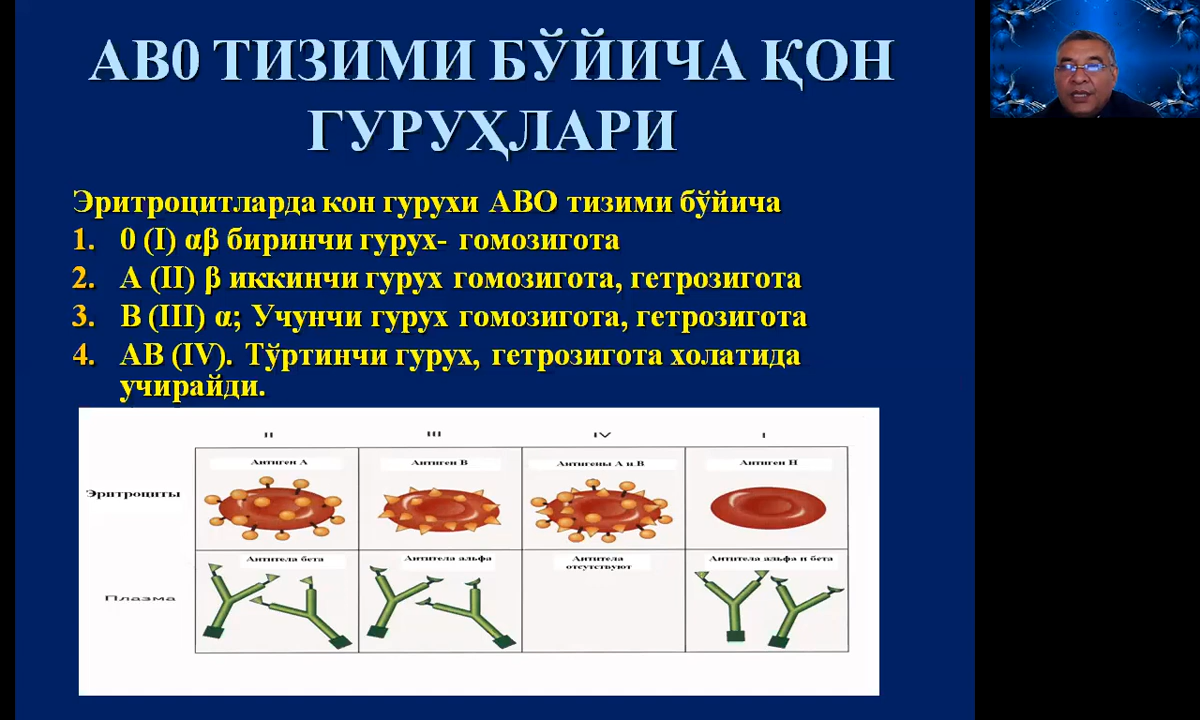 АВ0 ТИЗИМИ БЎЙИЧА ҚОН
ГУРУҲЛАРИ
Эритроцитларда кон гурухи АВО тизими бўйича
1. 0 (I) αβ биринчи гурух- гомозигота
2. А (II) β иккинчи гурух гомозигота, гетрозигота
3. В (III) α; Учунчи гурух гомозигота, гетрозигота
4. АВ (IV). Тўртинчи гурух, гетрозигота холатида
учирайди.
II III IV I
Антиген А Антиген В Антигены А и В Антиген Н
Эритроциты
Антитела бета Антитела альфа Антитела Антитела альфа и бета
отсутствуют
Плазма